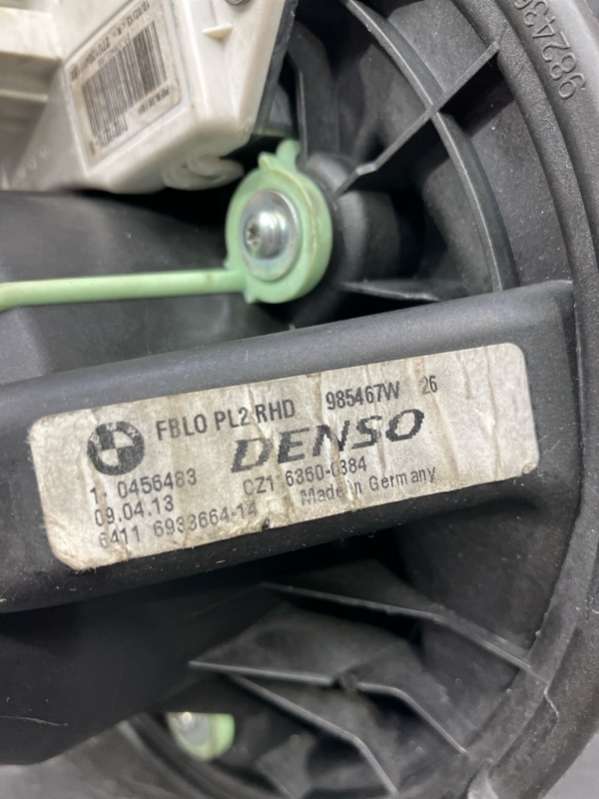 98243
FBLO PL2 RHD 985467W 26
DENSO
1: 0456483 CZ1 6360-0384
09.04.13 Made in Germany
6411 6933664-14